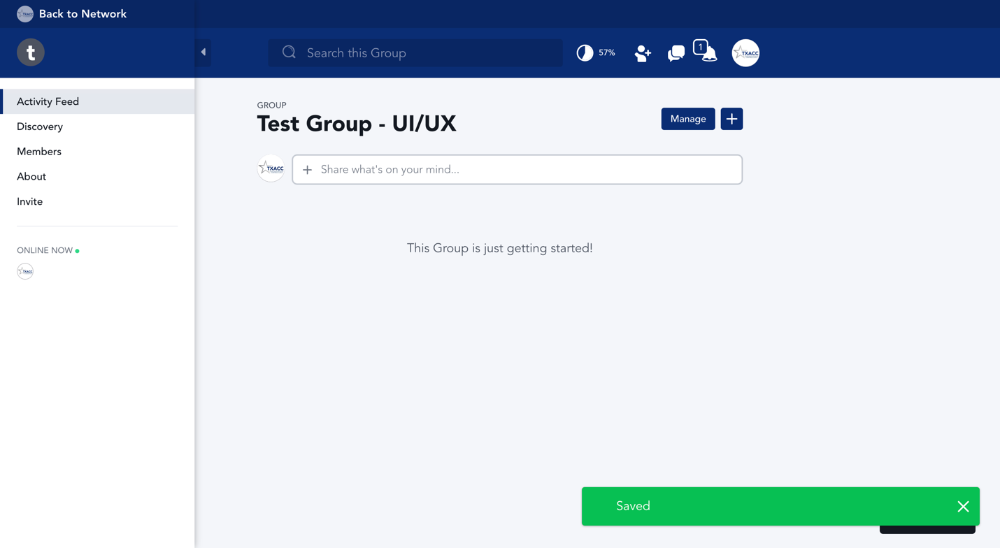 Back to Network
t
Search this Group
57%
1
TXACC
Activity Feed
Discovery
Members
About
Invite
ONLINE NOW
TXACC
GROUP
Test Group - UI/UX
Manage
TXACC
Share what's on your mind...
This Group is just getting started!
Saved